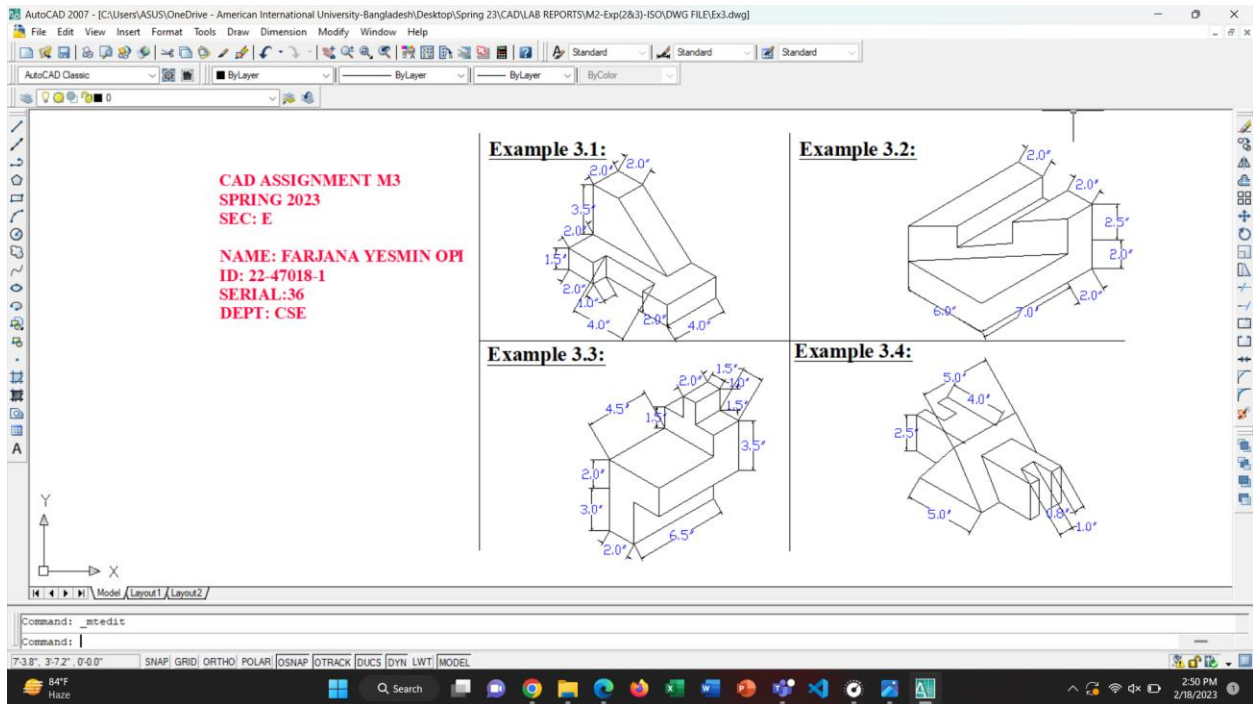 AutoCAD 2007 - [C:\Users\ASUS\OneDrive - American International University-Bangladesh\Desktop\Spring 23\CAD\LAB REPORTS\M2-Exp(2&3)-ISO\DWG FILE\Ex3.dwg]
File Edit View Insert Format Tools Draw Dimension Modify Window Help
Standard Standard Standard
AutoCAD Classic ByLayer ByLayer ByLayer ByColor
0
CAD ASSIGNMENT M3
SPRING 2023
SEC: E
NAME: FARJANA YESMIN OPI
ID: 22-47018-1
SERIAL:36
DEPT: CSE
Example 3.1:
2.0"
2.0"
3.5"
2.0"
1.5"
2.0"
1.0"
4.0"
2.0"
4.0"
Example 3.2:
2.0"
2.0"
2.5"
2.0"
2.0"
6.0"
7.0"
Example 3.3:
1.5"
2.0"
1.0"
4.5"
1.5"
1.5"
3.5"
2.0"
3.0"
6.5"
2.0"
Example 3.4:
5.0"
4.0"
2.5"
5.0"
0.8"
1.0"
Y
X
Model Layout1 Layout2
Command: _mtedit
Command:
7'-3.8", 3'-7.2" , 0'-0.0" SNAP GRID ORTHO POLAR OSNAP OTRACK DUCS DYN LWT MODEL
84°F
Haze
Search
2:50 PM
2/18/2023